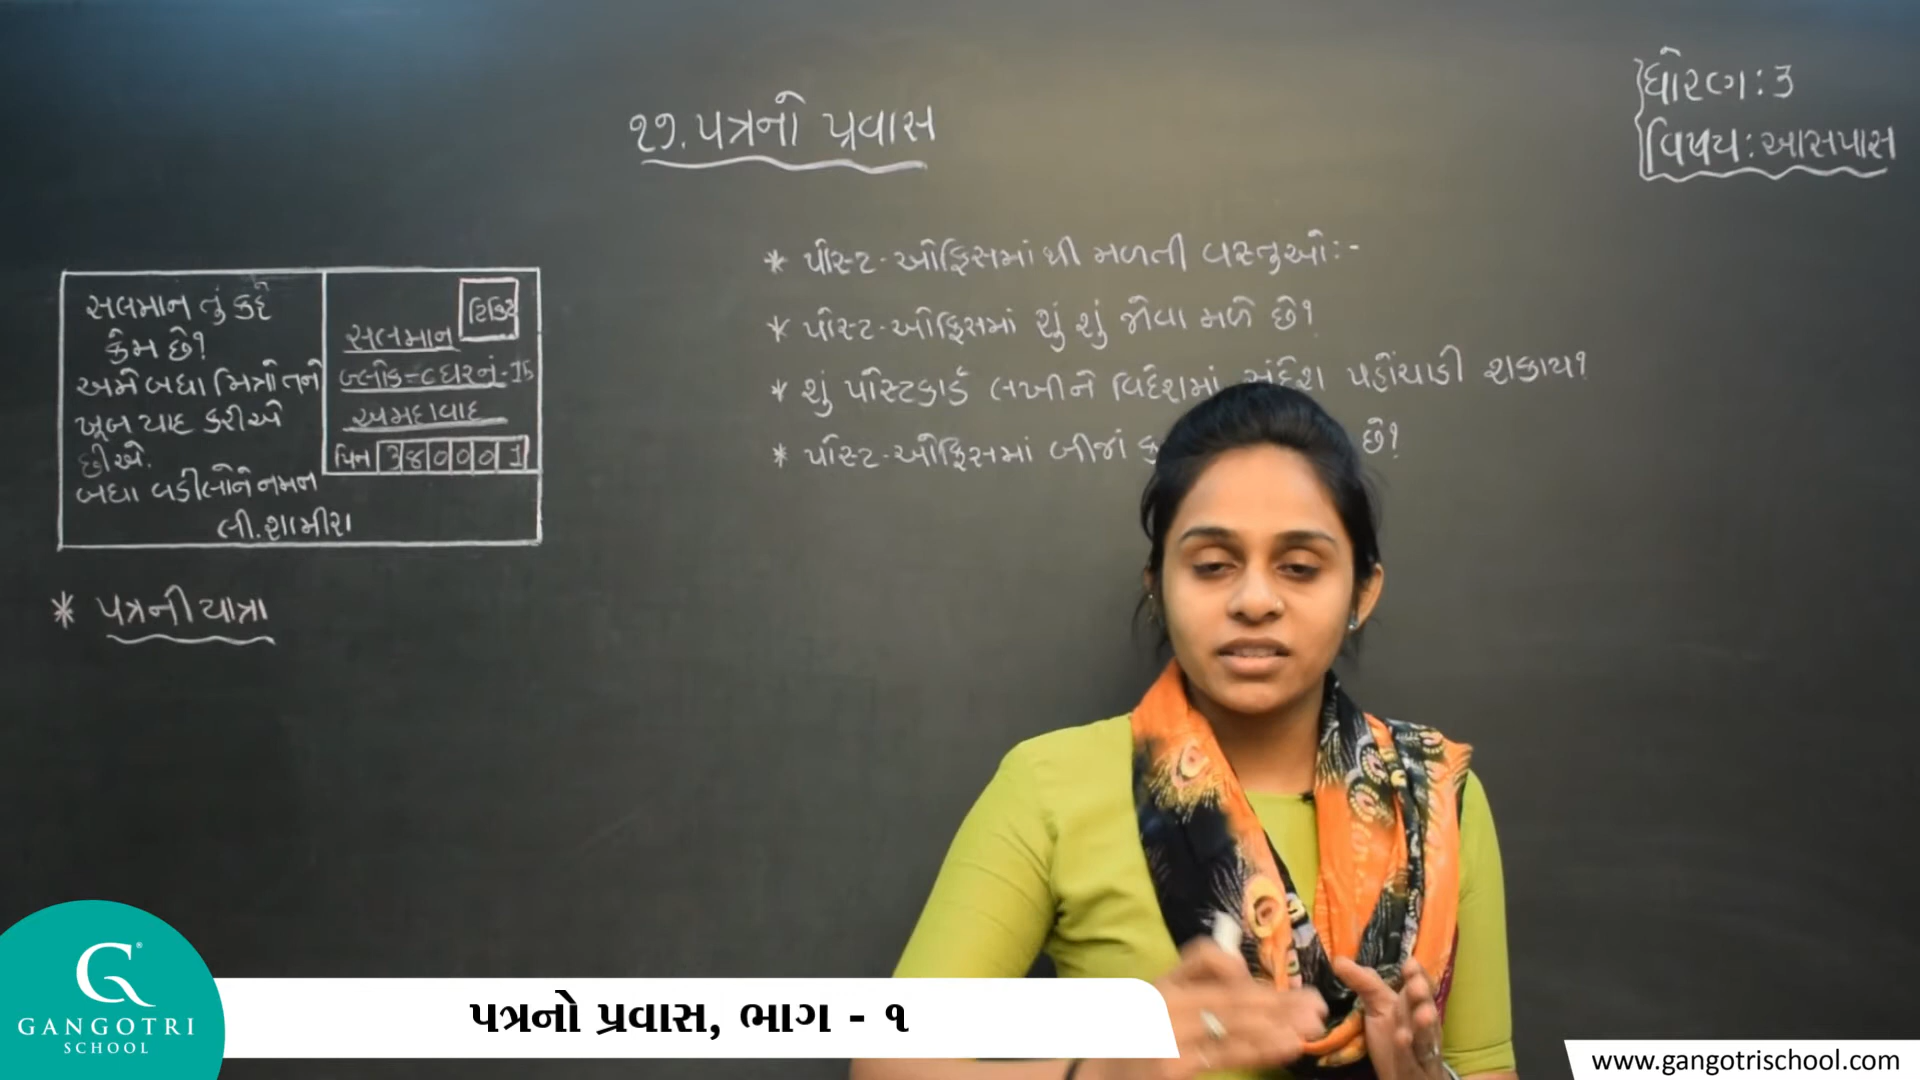 ધોરણ: 3
વિષય: આસપાસ
૨૭. પત્રનો પ્રવાસ
સલમાન તું
કેમ છે?
અમે બધા મિત્રો તને
ખૂબ યાદ કરીએ
છીએ.
બધા વડીલોને નમન
લી. શામીરા
ટિકિટ
સલમાન
બ્લોક-c ઘરનં-15
અમદાવાદ
પિન 380001
* પત્રની યાત્રા
* પોસ્ટ-ઓફિસમાં થી મળતી વસ્તુઓ:-
* પોસ્ટ-ઓફિસમાં શું શું જોવા મળે છે?
* શું પોસ્ટકાર્ડ લખીને વિદેશમાં સંદેશ પહોંચાડી શકાય?
* પોસ્ટ-ઓફિસમાં બીજાં છે?
G®
GANGOTRI
SCHOOL
પત્રનો પ્રવાસ, ભાગ - ૧
www.gangotrischool.com